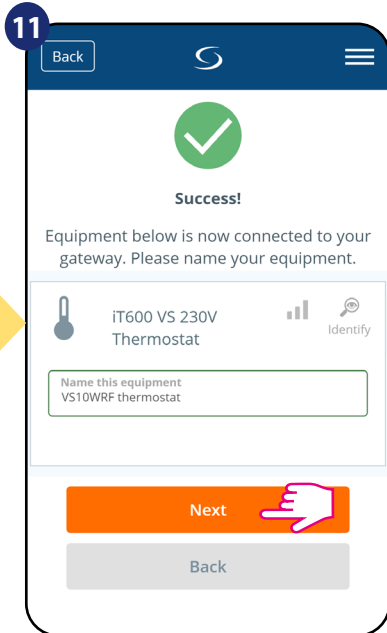 11
Back
Success!
Equipment below is now connected to your
gateway. Please name your equipment.
iT600 VS 230V
Thermostat
Identify
Name this equipment
VS10WRF thermostat
Next
Back